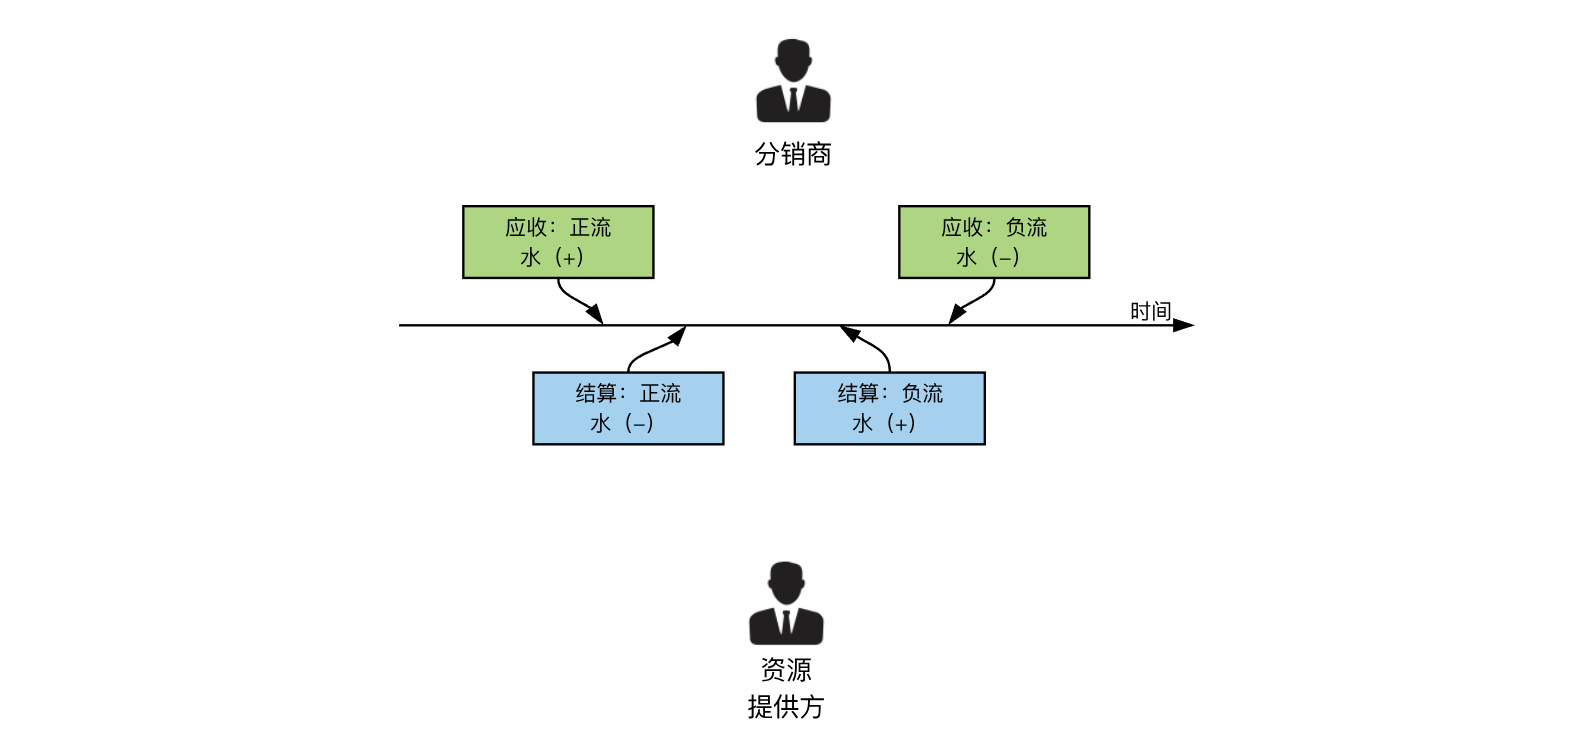 分销商
应收：正流
水（+）
应收：负流
水（–）
时间
结算：正流
水（–）
结算：负流
水（+）
资源
提供方